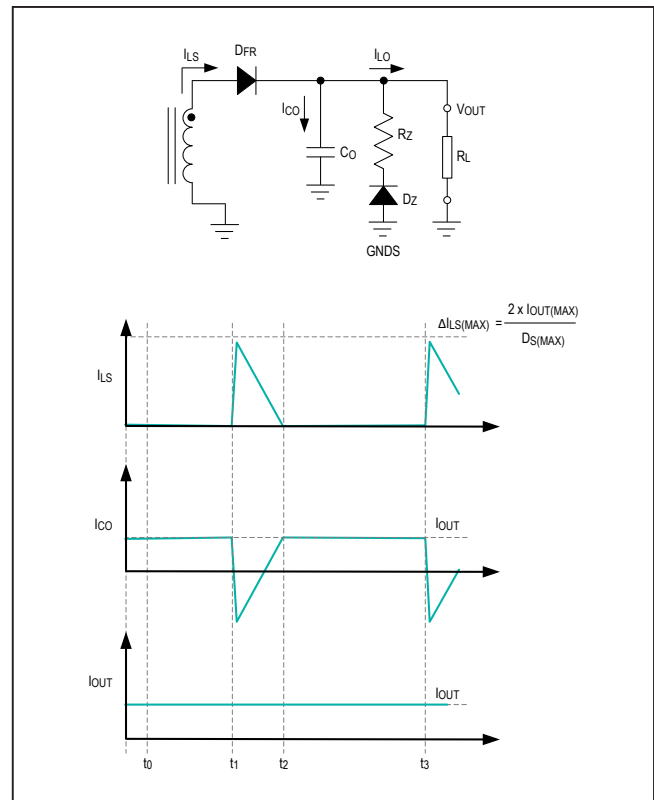 ILS
DFR
ILO
ICO
CO
RZ
VOUT
RL
DZ
GNDS
ΔILS(MAX) = 2 x IOUT(MAX)
DS(MAX)
ILS
ICO
IOUT
IOUT
IOUT
t0
t1
t2
t3